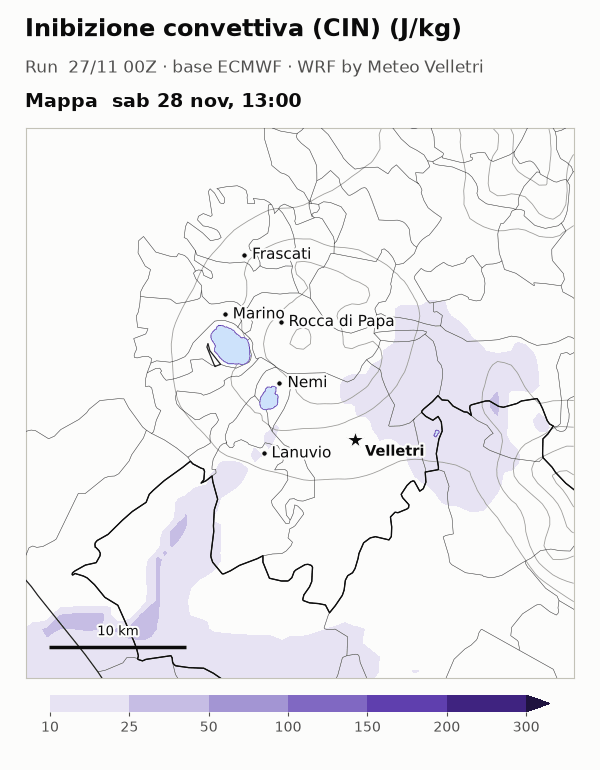 Inibizione convettiva (CIN) (J/kg)
Run  27/11 00Z · base ECMWF · WRF by Meteo Velletri
Mappa  sab 28 nov, 13:00
Frascati
Marino
Rocca di Papa
Nemi
Velletri
Lanuvio
10 km
10 25 50 100 150 200 300